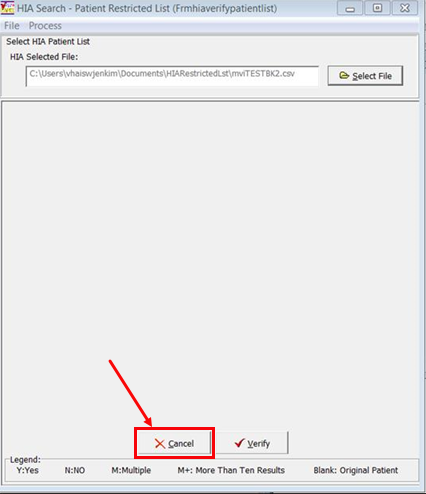 HIA Search - Patient Restricted List (Frmhiaverifypatientlist)
File Process
Select HIA Patient List
HIA Selected File:
C:\Users\vhaiswjenkim\Documents\HIARestrictedLst\mviTESTBK2.csv
Select File
Cancel Verify
Legend:
Y:Yes N:NO M:Multiple M+: More Than Ten Results Blank: Original Patient